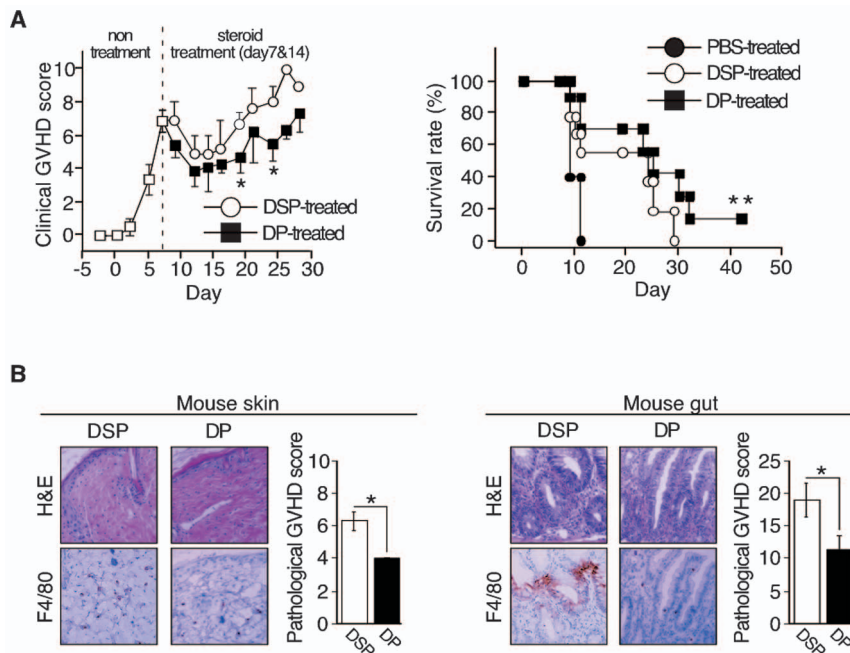 A
non
treatment
steroid
treatment (day7&14)
Clinical GVHD score
10
8
6
4
2
0
*
*
DSP-treated
DP-treated
-5 0 5 10 15 20 25 30
Day
PBS-treated
DSP-treated
DP-treated
Survival rate (%)
100
80
60
40
20
0
**
0 10 20 30 40 50
Day
B
Mouse skin
DSP DP
H&E
F4/80
Pathological GVHD score
10
8
6
4
2
0
*
DSP DP
Mouse gut
DSP DP
H&E
F4/80
Pathological GVHD score
25
20
15
10
5
0
*
DSP DP